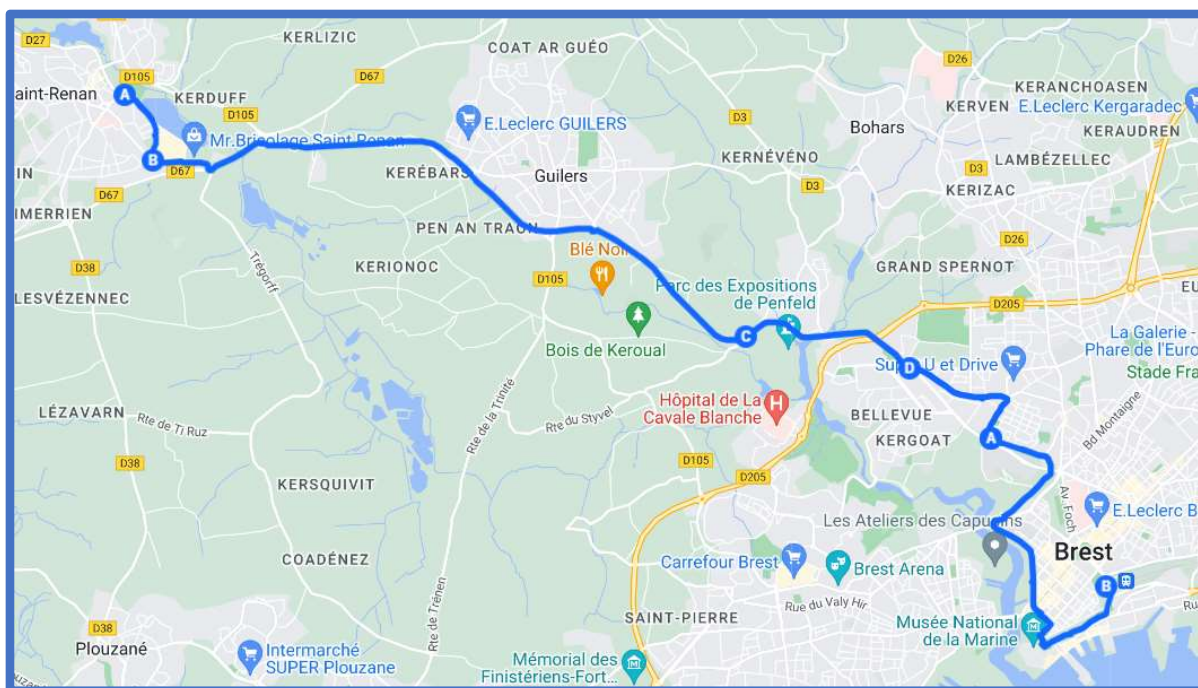 D27
KERLIZIC
COAT AR GUÉO
D26
KERANCHOASEN
D67
D105
aint-Renan
KERDUFF
D105
D3
KERVEN
E.Leclerc Kergaradec
A
Mr.Bricolage Saint Renan
E.Leclerc GUILERS
Bohars
KERAUDREN
B
D67
KERÉBARS
Guilers
KERNÉVÉNO
D3
LAMBÉZELLEC
IN
D67
D3
KERIZAC
IMERRIEN
PEN AN TRAON
D26
Trégorff
Blé Noir
D38
KERIONOC
D105
GRAND SPERNOT
LESVÉZENNEC
Parc des Expositions
de Penfeld
EU
D205
Bois de Keroual
C
La Galerie -
Phare de l'Euro
Super U et Drive
D
Stade Fra
Rte de la Trinité
Hôpital de La
Cavale Blanche
H
BELLEVUE
LÉZAVARN
Rte de Ti Ruz
Rte du Styvel
KERGOAT
A
Bd Montaigne
D38
D105
D205
KERSQUIVIT
Av. Foch
E.Leclerc B
Les Ateliers des Capucins
COADÉNEZ
Carrefour Brest
Brest Arena
Brest
B
Rte de Trénen
Rue du Valy Hir
SAINT-PIERRE
Ru
D38
Musée National
de la Marine
Plouzané
Intermarché
SUPER Plouzane
Mémorial des
Finistériens-Fort...